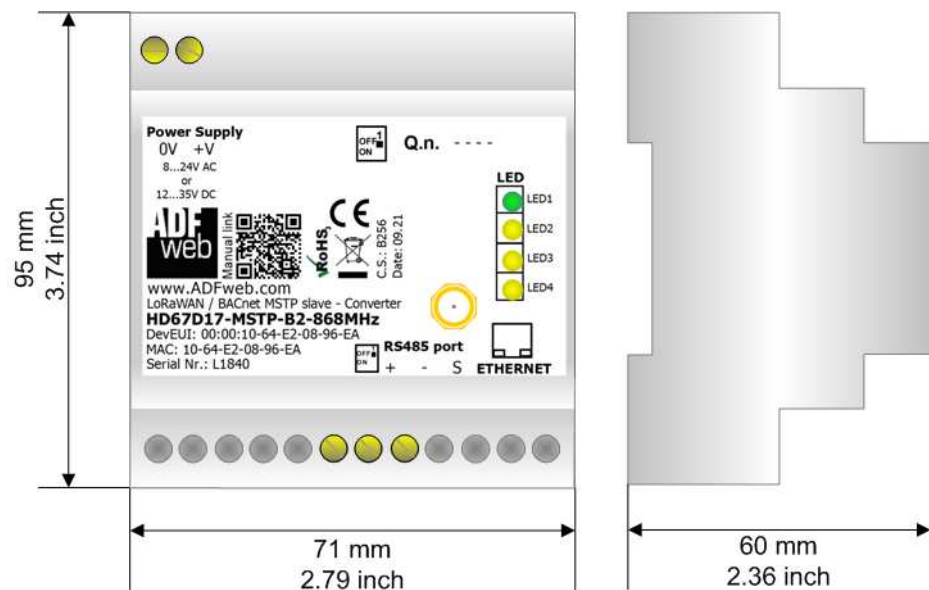 Power Supply
0V +V
8...24V AC
or
12...35V DC
OFF 1
ON
Q.n. - - - -
LED
LED1
LED2
LED3
LED4
ADF
web
Manual link
RoHS
CE
C.S.: B256
Date: 09.21
www.ADFweb.com
LoRaWAN / BACnet MSTP slave - Converter
HD67D17-MSTP-B2-868MHz
DevEUI: 00:00:10-64-E2-08-96-EA
MAC: 10-64-E2-08-96-EA
Serial Nr.: L1840
OFF 1
ON
RS485 port
+ - S
ETHERNET
95 mm
3.74 inch
71 mm
2.79 inch
60 mm
2.36 inch